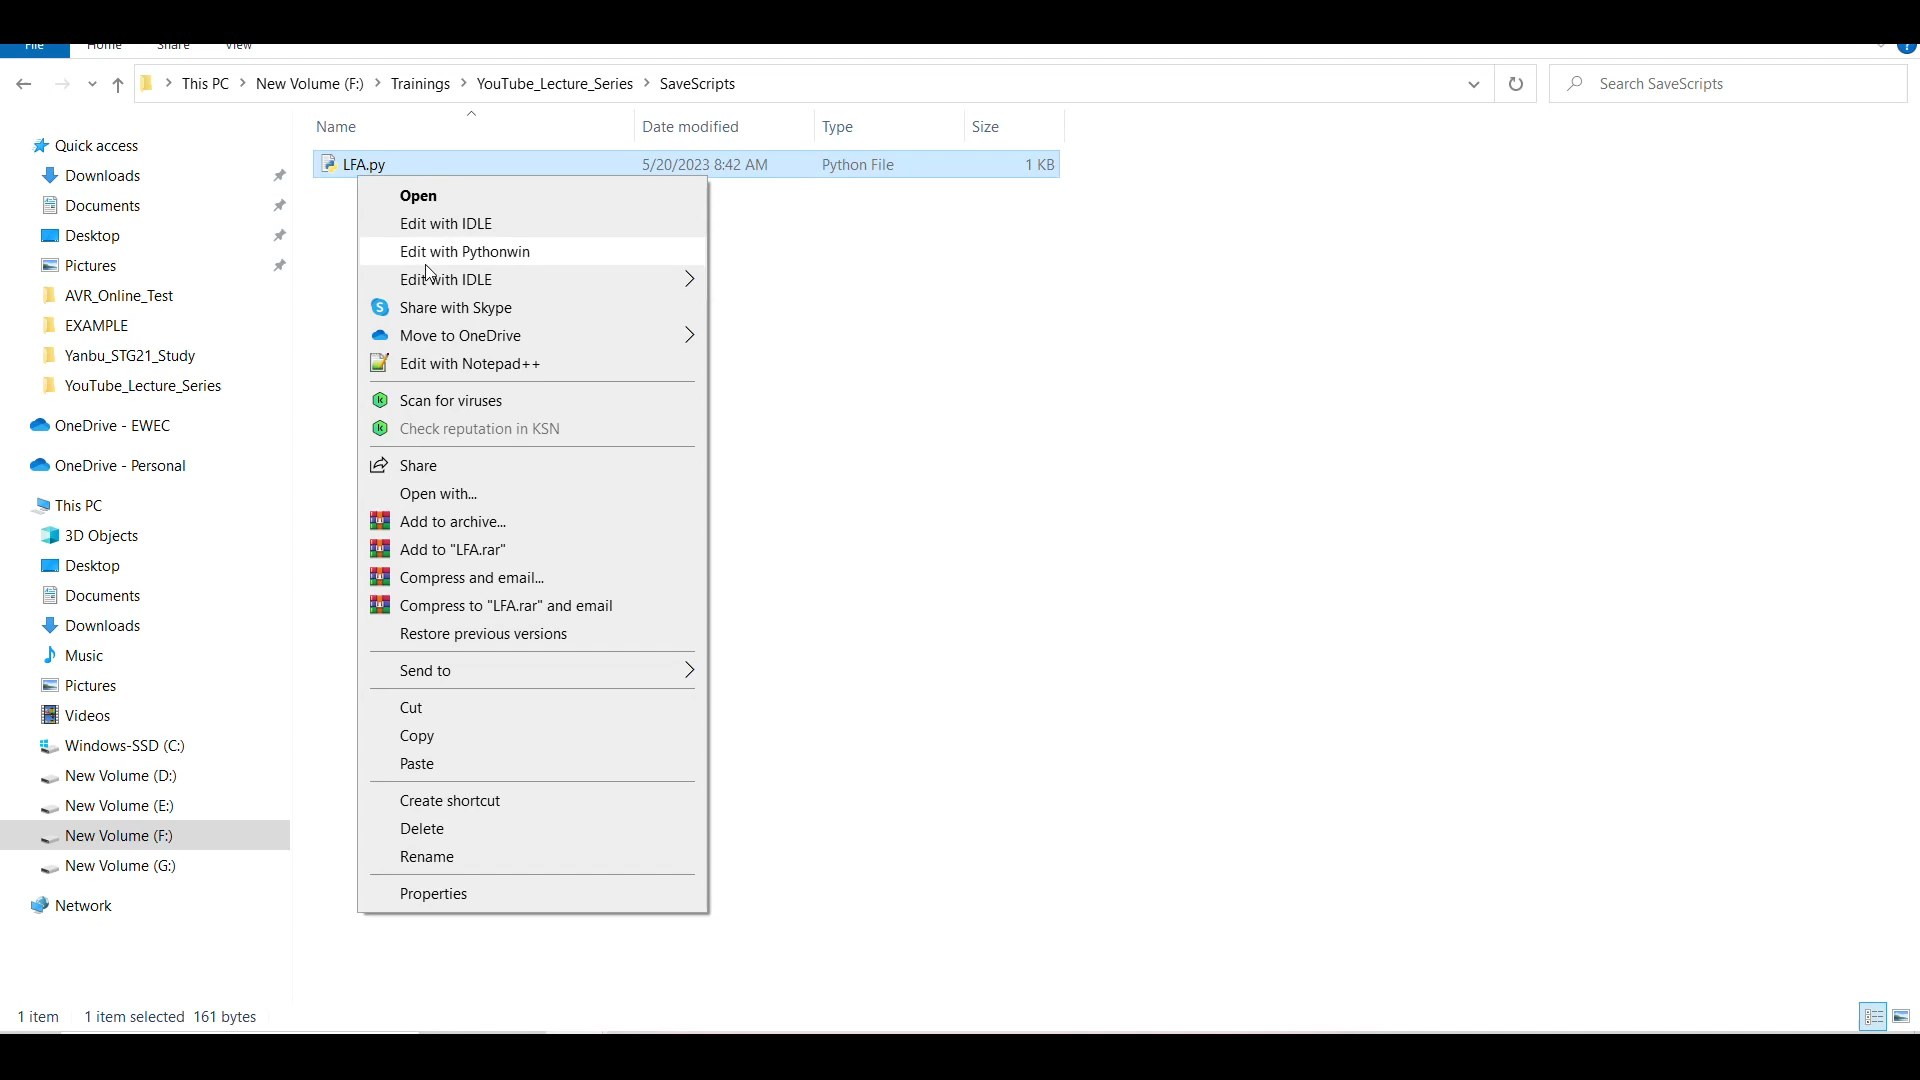 File Home Share View
This PC > New Volume (F:) > Trainings > YouTube_Lecture_Series > SaveScripts
Search SaveScripts
Name Date modified Type Size
LFA.py 5/20/2023 8:42 AM Python File 1 KB
Quick access
Downloads
Documents
Desktop
Pictures
AVR_Online_Test
EXAMPLE
Yanbu_STG21_Study
YouTube_Lecture_Series
OneDrive - EWEC
OneDrive - Personal
This PC
3D Objects
Desktop
Documents
Downloads
Music
Pictures
Videos
Windows-SSD (C:)
New Volume (D:)
New Volume (E:)
New Volume (F:)
New Volume (G:)
Network
Open
Edit with IDLE
Edit with Pythonwin
Edit with IDLE
Share with Skype
Move to OneDrive
Edit with Notepad++
Scan for viruses
Check reputation in KSN
Share
Open with...
Add to archive...
Add to "LFA.rar"
Compress and email...
Compress to "LFA.rar" and email
Restore previous versions
Send to
Cut
Copy
Paste
Create shortcut
Delete
Rename
Properties
1 item 1 item selected 161 bytes